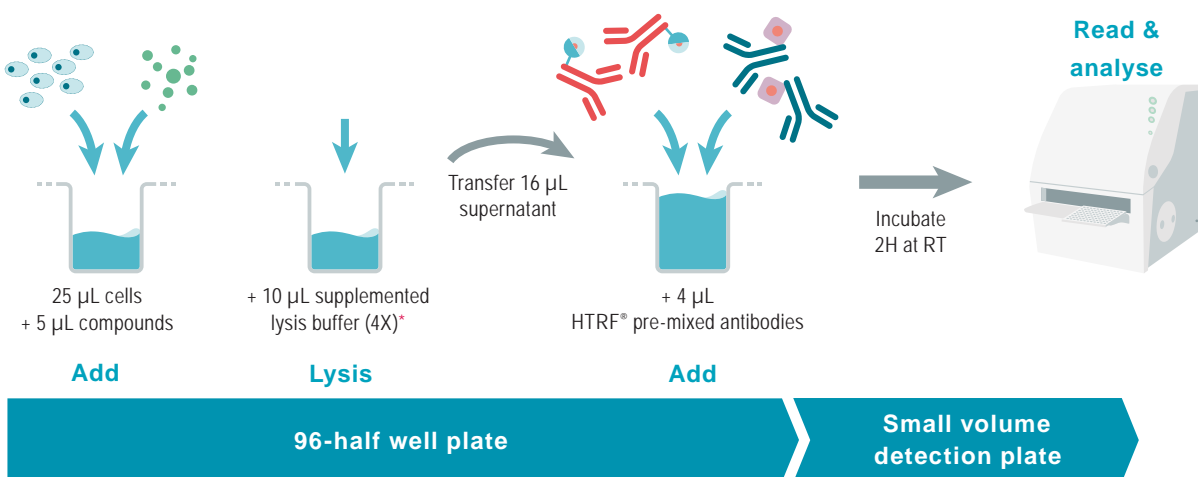 25 µL cells
+ 5 µL compounds
Add
+ 10 µL supplemented
lysis buffer (4X)*
Lysis
Transfer 16 µL
supernatant
+ 4 µL
HTRF® pre-mixed antibodies
Add
Incubate
2H at RT
Read &
analyse
96-half well plate
Small volume
detection plate